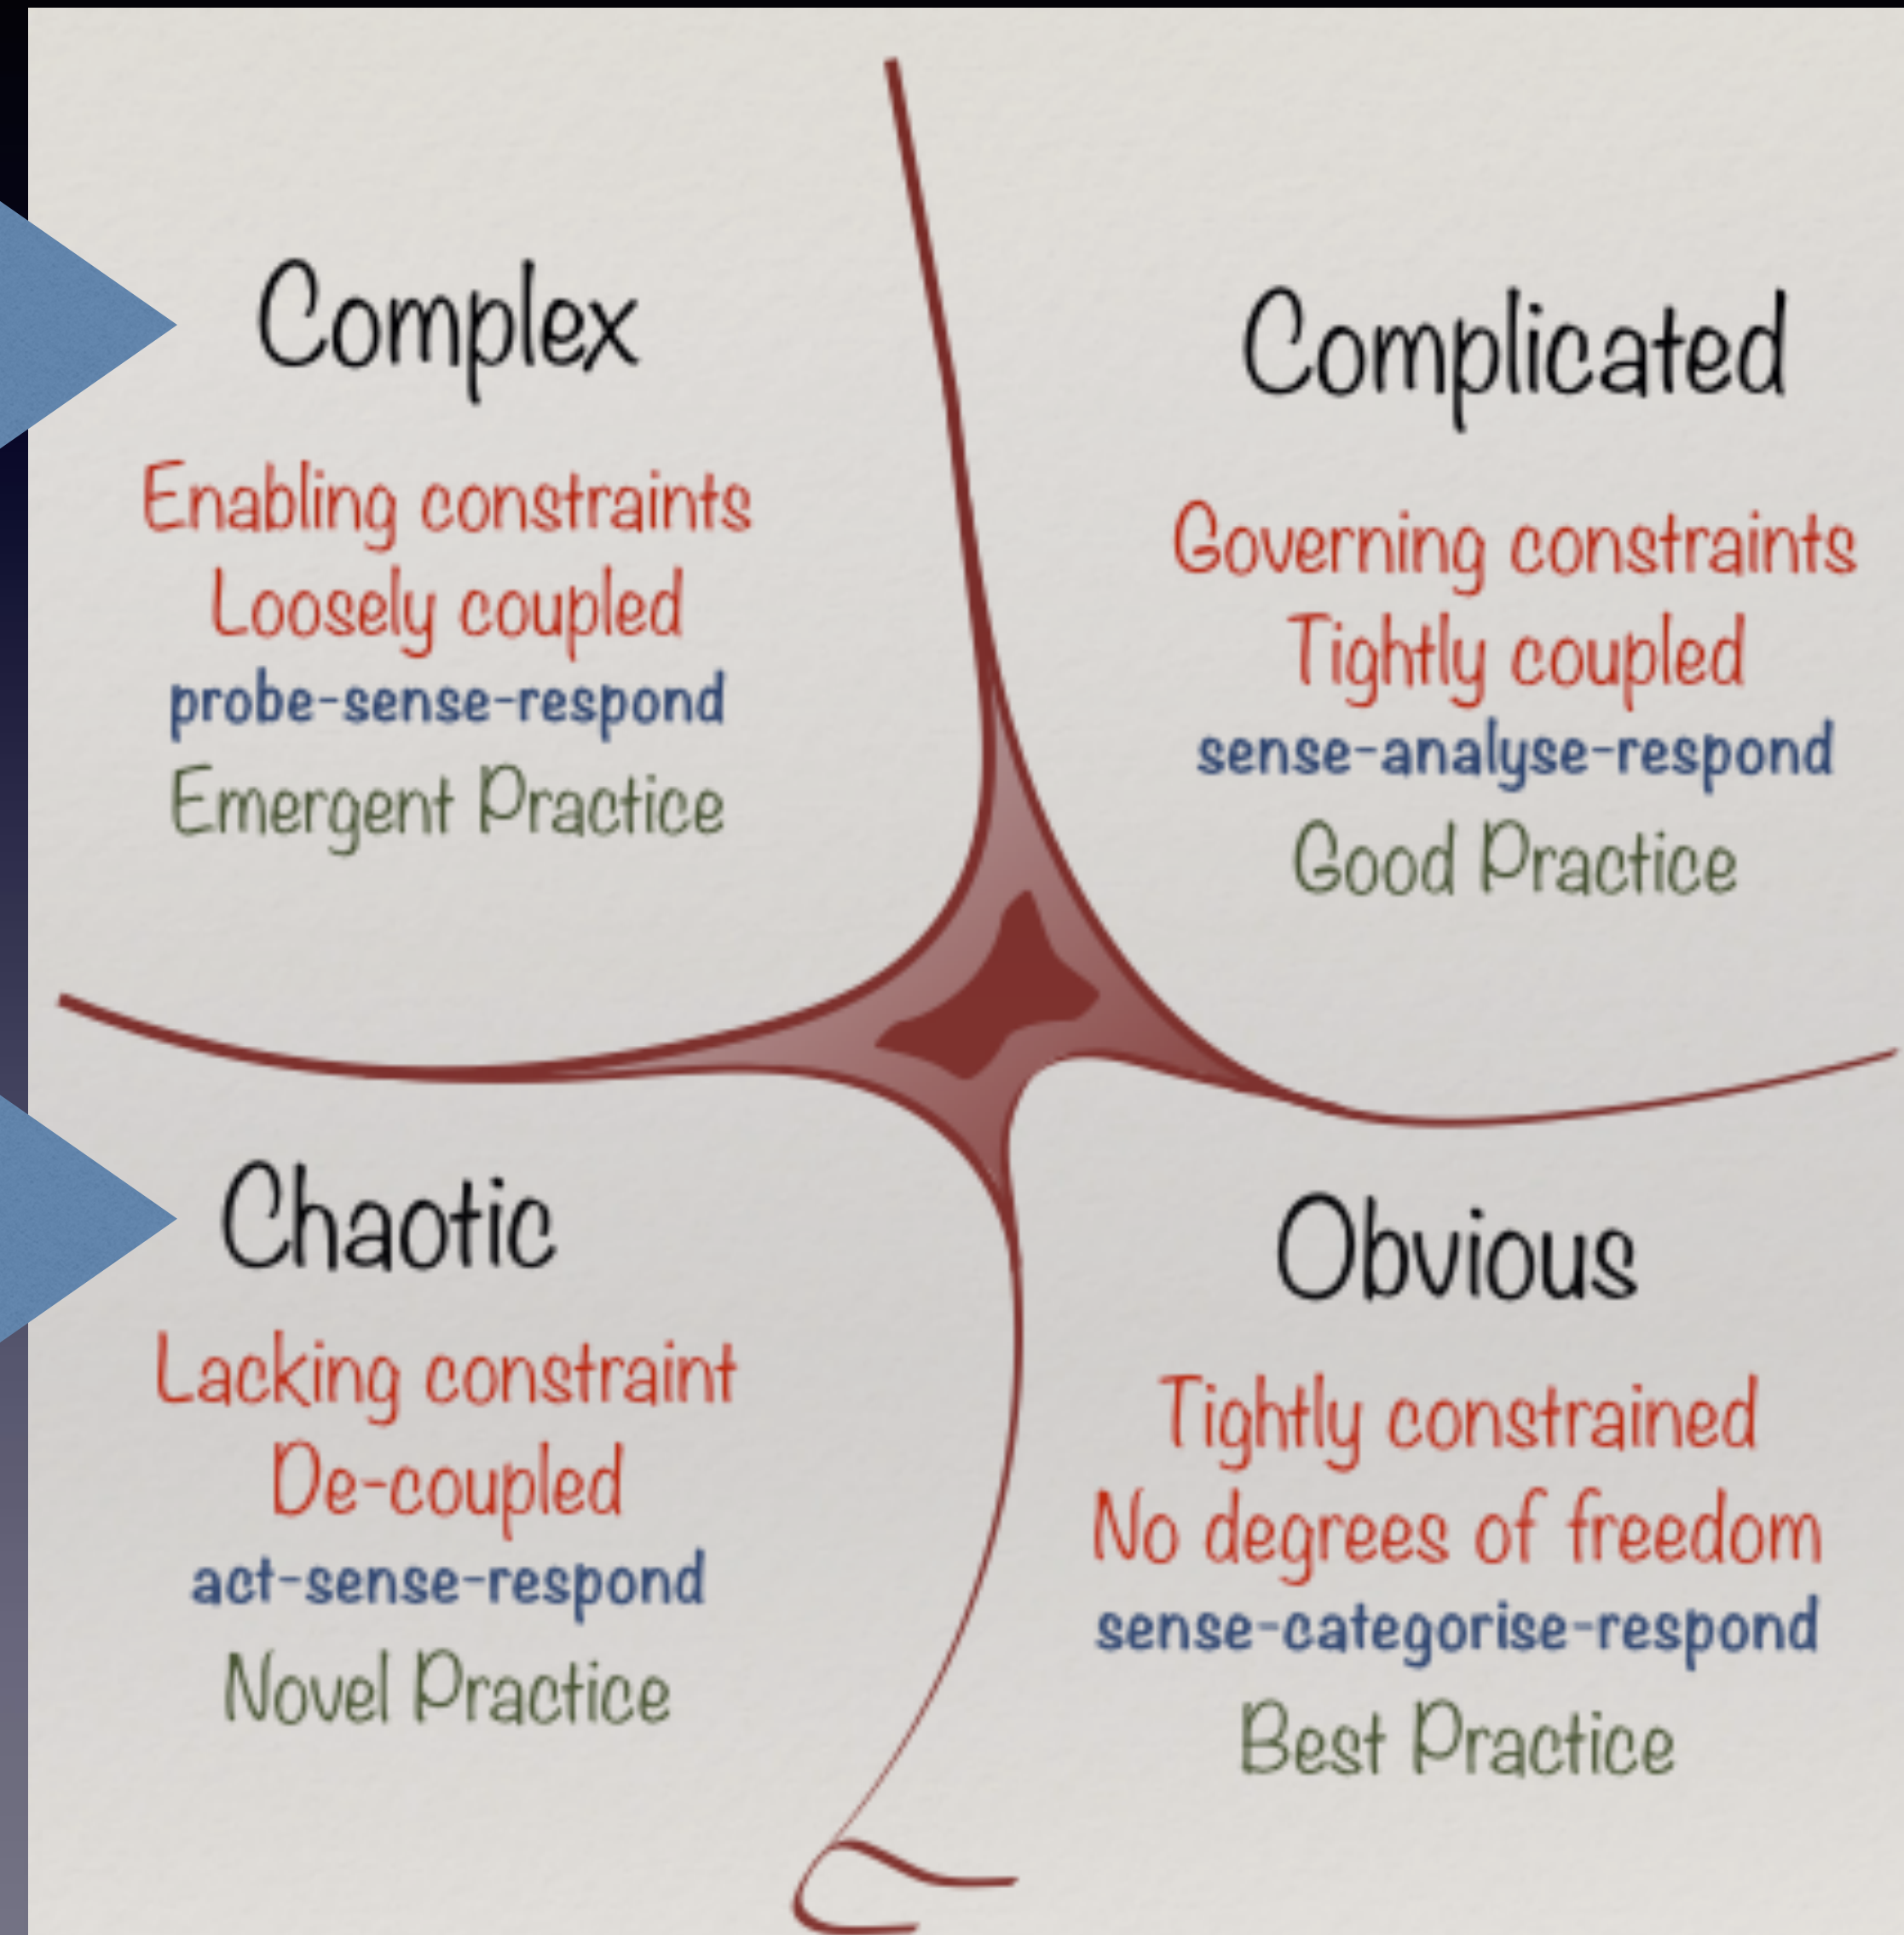 Complex
Enabling constraints
Loosely coupled
probe-sense-respond
Emergent Practice
Complicated
Governing constraints
Tightly coupled
sense-analyse-respond
Good Practice
Chaotic
Lacking constraint
De-coupled
act-sense-respond
Novel Practice
Obvious
Tightly constrained
No degrees of freedom
sense-categorise-respond
Best Practice